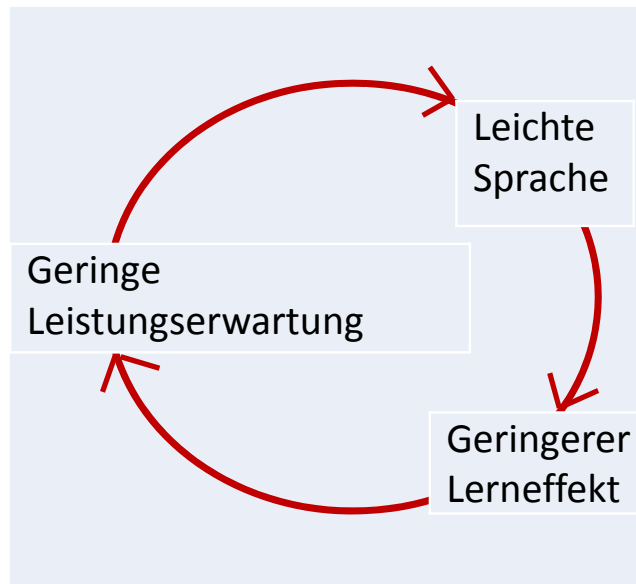 Leichte
Sprache
Geringe
Leistungserwartung
Geringerer
Lerneffekt